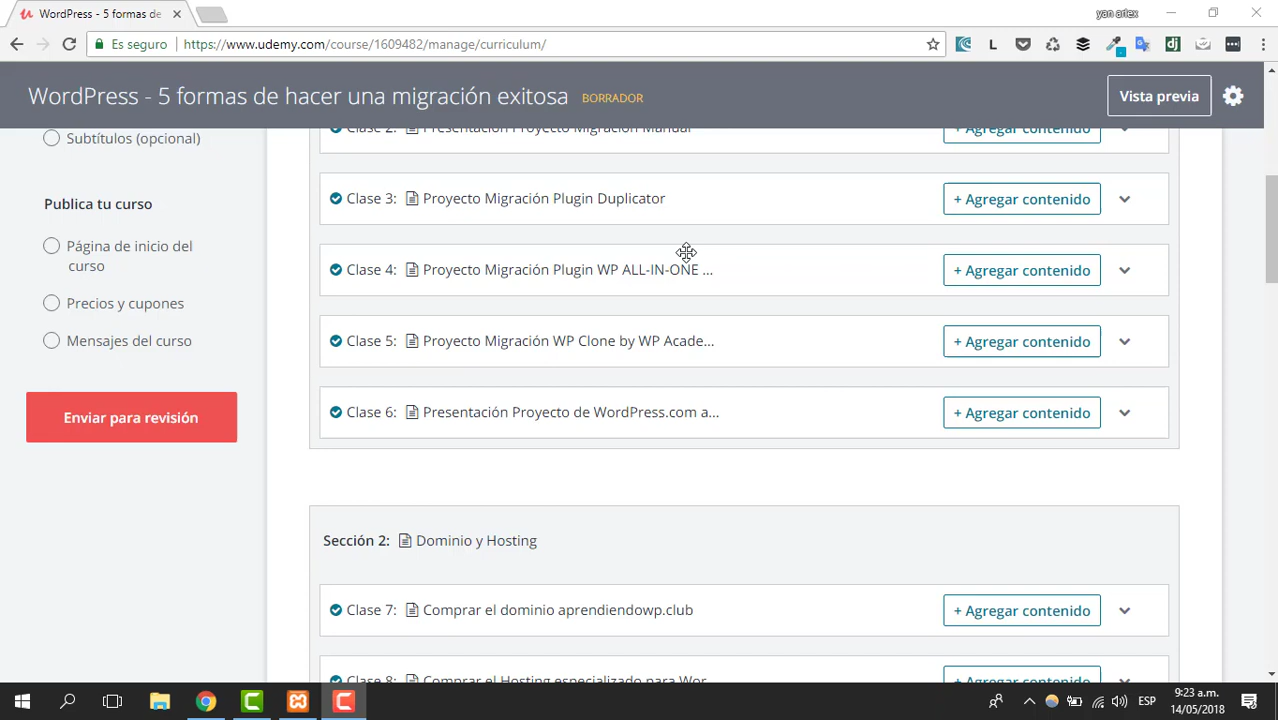 WordPress - 5 formas de
yan artex
Es seguro
https://www.udemy.com/course/1609482/manage/curriculum/
L
dj
WordPress - 5 formas de hacer una migración exitosa
BORRADOR
Vista previa
Subtítulos (opcional)
Publica tu curso
Página de inicio del
curso
Precios y cupones
Mensajes del curso
Enviar para revisión
Clase 2: Presentación Proyecto Migración Manual
+ Agregar contenido
Clase 3: Proyecto Migración Plugin Duplicator
+ Agregar contenido
Clase 4: Proyecto Migración Plugin WP ALL-IN-ONE ...
+ Agregar contenido
Clase 5: Proyecto Migración WP Clone by WP Acade...
+ Agregar contenido
Clase 6: Presentación Proyecto de WordPress.com a...
+ Agregar contenido
Sección 2: Dominio y Hosting
Clase 7: Comprar el dominio aprendiendowp.club
+ Agregar contenido
Clase 8: Comprar el Hosting especializado para Wor...
+ Agregar contenido
ESP
9:23 a.m.
14/05/2018